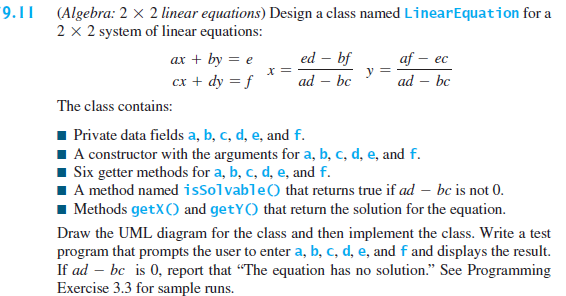 9.11 (Algebra: 2 × 2 linear equations) Design a class named LinearEquation for a
2 × 2 system of linear equations:
ax + by = e
cx + dy = f
x = (ed − bf) / (ad − bc)
y = (af − ec) / (ad − bc)
The class contains:
■ Private data fields a, b, c, d, e, and f.
■ A constructor with the arguments for a, b, c, d, e, and f.
■ Six getter methods for a, b, c, d, e, and f.
■ A method named isSolvable() that returns true if ad − bc is not 0.
■ Methods getX() and getY() that return the solution for the equation.
Draw the UML diagram for the class and then implement the class. Write a test
program that prompts the user to enter a, b, c, d, e, and f and displays the result.
If ad − bc is 0, report that “The equation has no solution.” See Programming
Exercise 3.3 for sample runs.